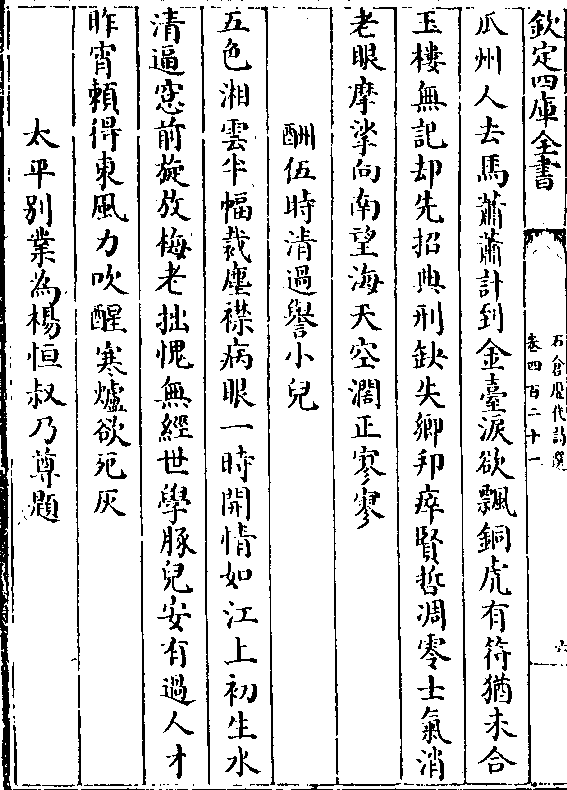 欽定四庫全書
石倉歷代詩選
卷四百二十一
六
瓜州人去馬蕭蕭計到金臺淚欲飄銅虎有符猶未合
玉樓無記却先招典刑缺失鄉邦瘁賢哲凋零士氣消
老眼摩挲向南望海天空濶正寥寥
酬伍時清過譽小兒
五色湘雲半幅裁塵襟病眼一時開情如江上初生水
清逼窓前旋放梅老拙愧無經世學豚兒安有過人才
昨宵賴得東風力吹醒寒爐欲死灰
太平别業為楊恒叔乃尊題